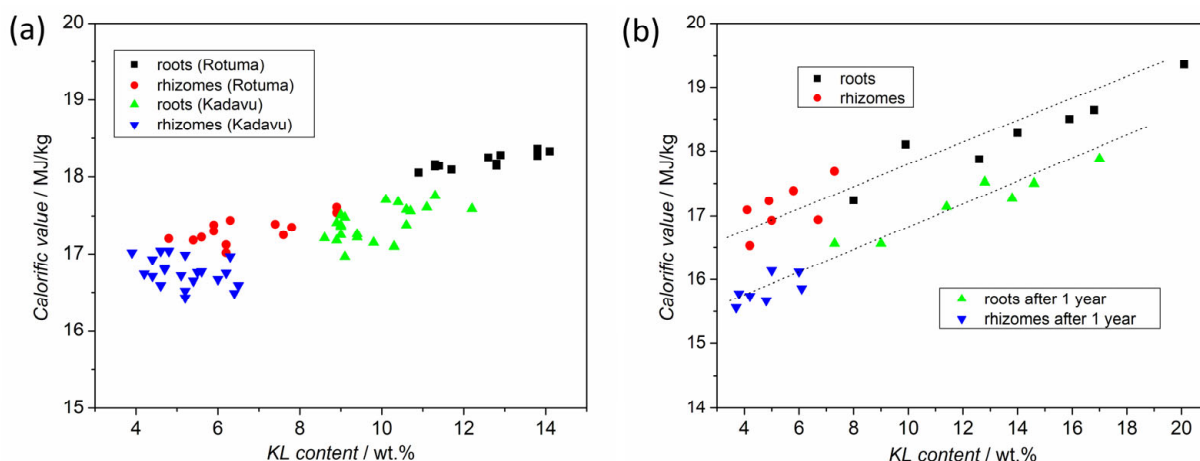 (a)
20
19
18
17
16
15
Calorific value / MJ/kg
roots (Rotuma)
rhizomes (Rotuma)
roots (Kadavu)
rhizomes (Kadavu)
4 6 8 10 12 14
KL content / wt.%
(b)
20
19
18
17
16
15
14
Calorific value / MJ/kg
roots
rhizomes
roots after 1 year
rhizomes after 1 year
4 6 8 10 12 14 16 18 20
KL content / wt.%